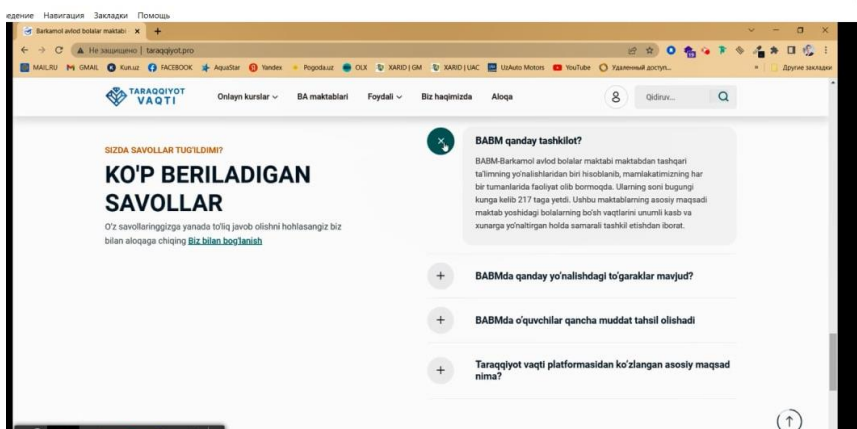 едение Навигация Закладки Помощь
Barkamol avlod bolalar maktabi
Не защищено | taraqqiyot.pro
MAIL.RU GMAIL Kun.uz FACEBOOK AquaStar Yandex Pogoda.uz OLX XARID | GM XARID | UAC UzAuto Motors YouTube Удаленный доступ... Другие закладки
TARAQQIYOT
VAQTI
Onlayn kurslar BA maktablari Foydali Biz haqimizda Aloqa Qidiruv...
SIZDA SAVOLLAR TUG'ILDIMI?
KO'P BERILADIGAN
SAVOLLAR
O'z savollaringgizga yanada to'liq javob olishni hohlasangiz biz
bilan aloqaga chiqing Biz bilan bog'lanish
BABM qanday tashkilot?
BABM-Barkamol avlod bolalar maktabi maktabdan tashqari
ta'limning yo'nalishlaridan biri hisoblanib, mamlakatimizning har
bir tumanlarida faoliyat olib bormoqda. Ularning soni bugungi
kunga kelib 217 taga yetdi. Ushbu maktablarning asosiy maqsadi
maktab yoshidagi bolalarning bo'sh vaqtlarini unumli kasb va
xunarga yo'naltirgan holda samarali tashkil etishdan iborat.
BABMda qanday yo'nalishdagi to'garaklar mavjud?
BABMda o'quvchilar qancha muddat tahsil olishadi
Taraqqiyot vaqti platformasidan ko'zlangan asosiy maqsad
nima?